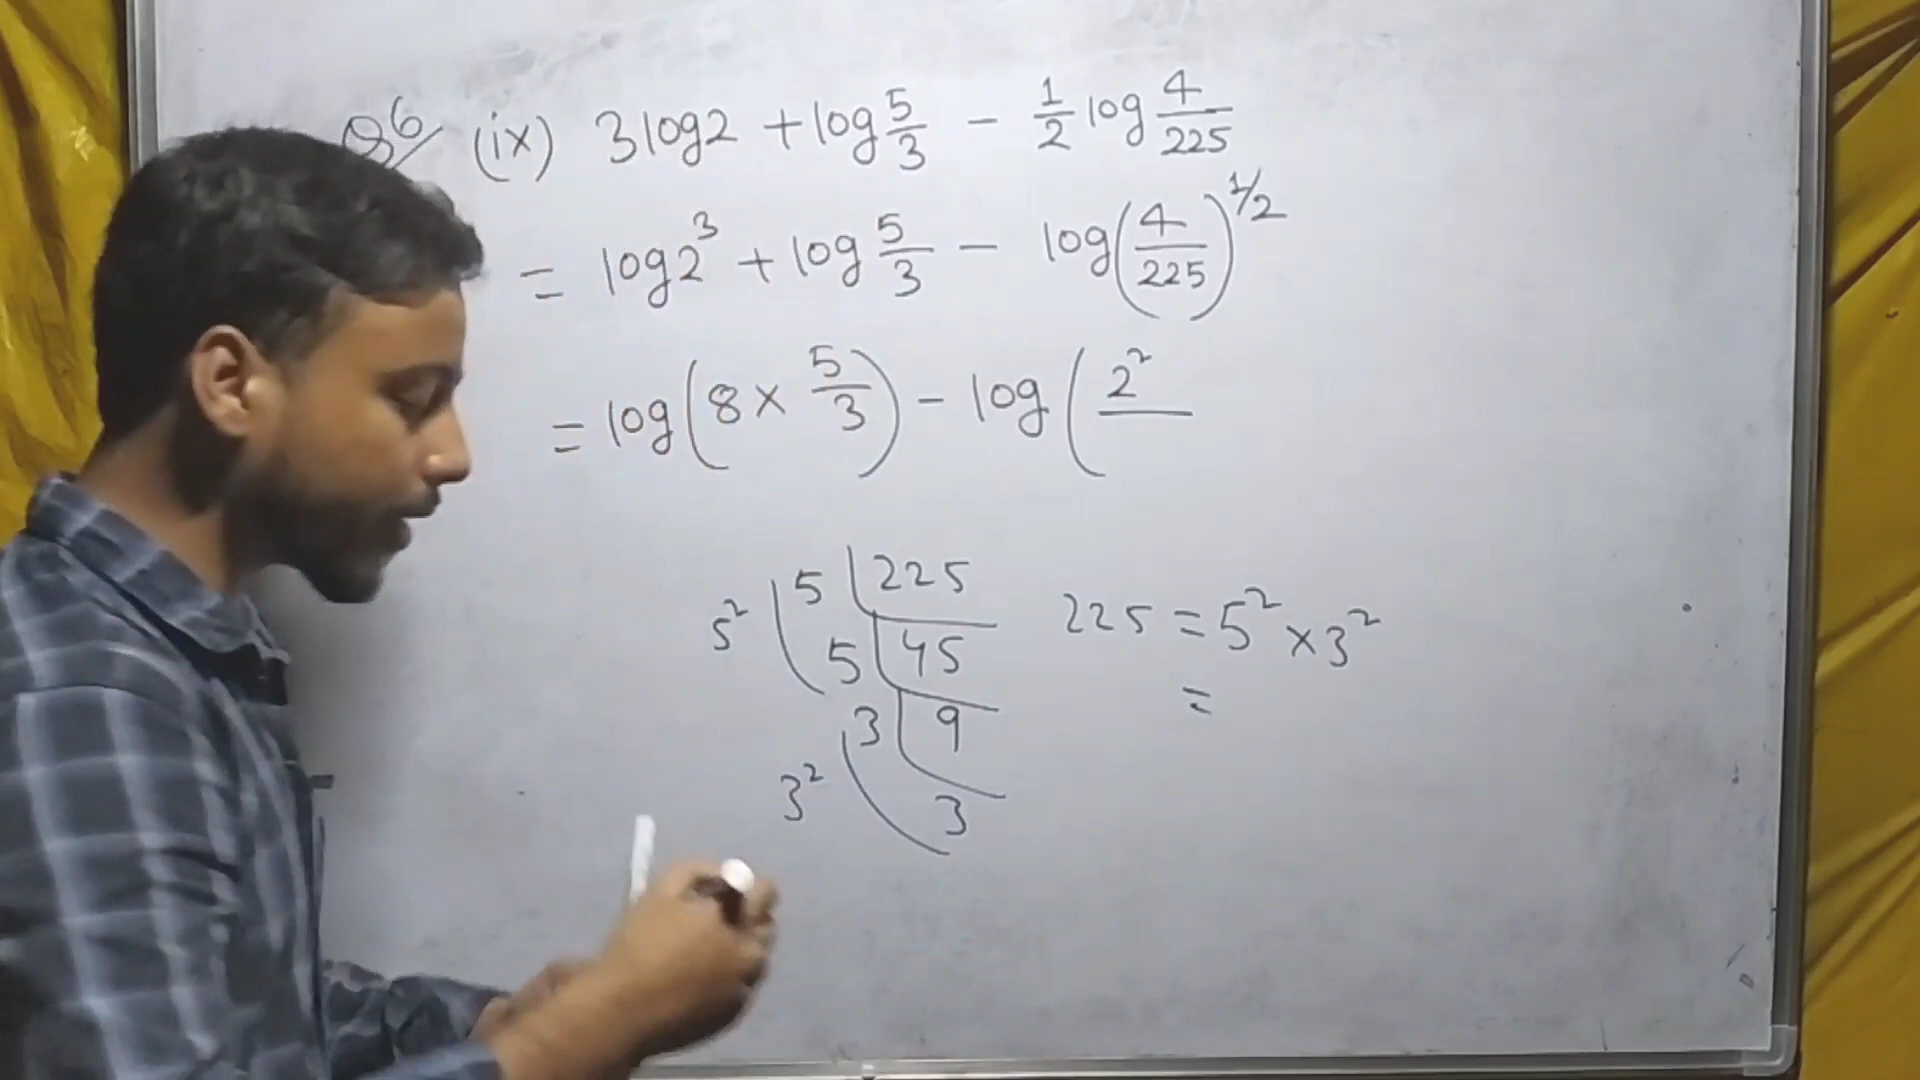 Q6 (ix) 3log2 + log 5/3 - 1/2 log 4/225
= log2³ + log 5/3 - log(4/225)^1/2
= log(8 × 5/3) - log(2²/
5² 5 225
5 45
3² 3 9
3
225 = 5² × 3²
=